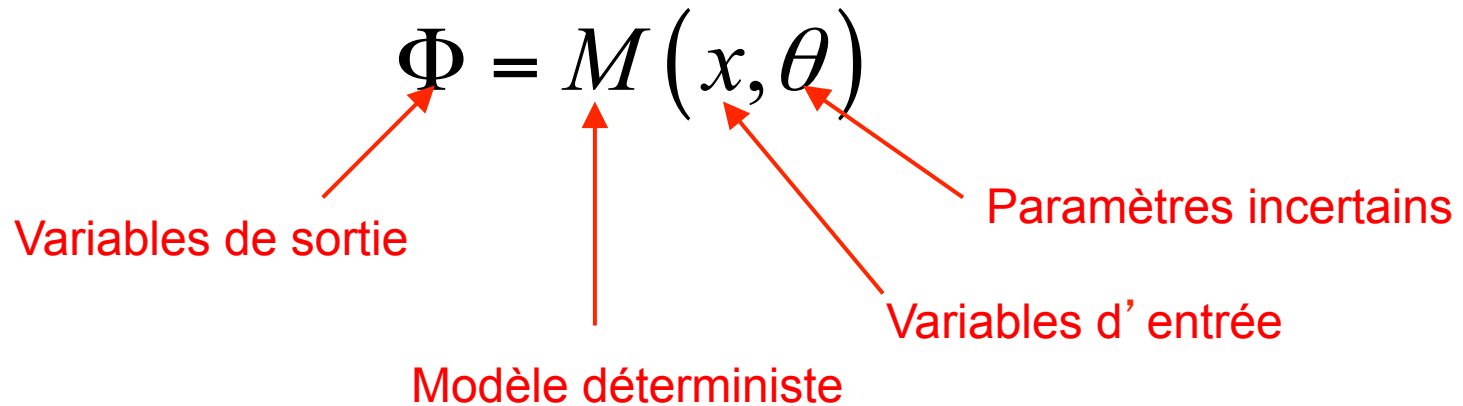 Φ = M (x, θ)
Paramètres incertains
Variables de sortie
Variables d’ entrée
Modèle déterministe